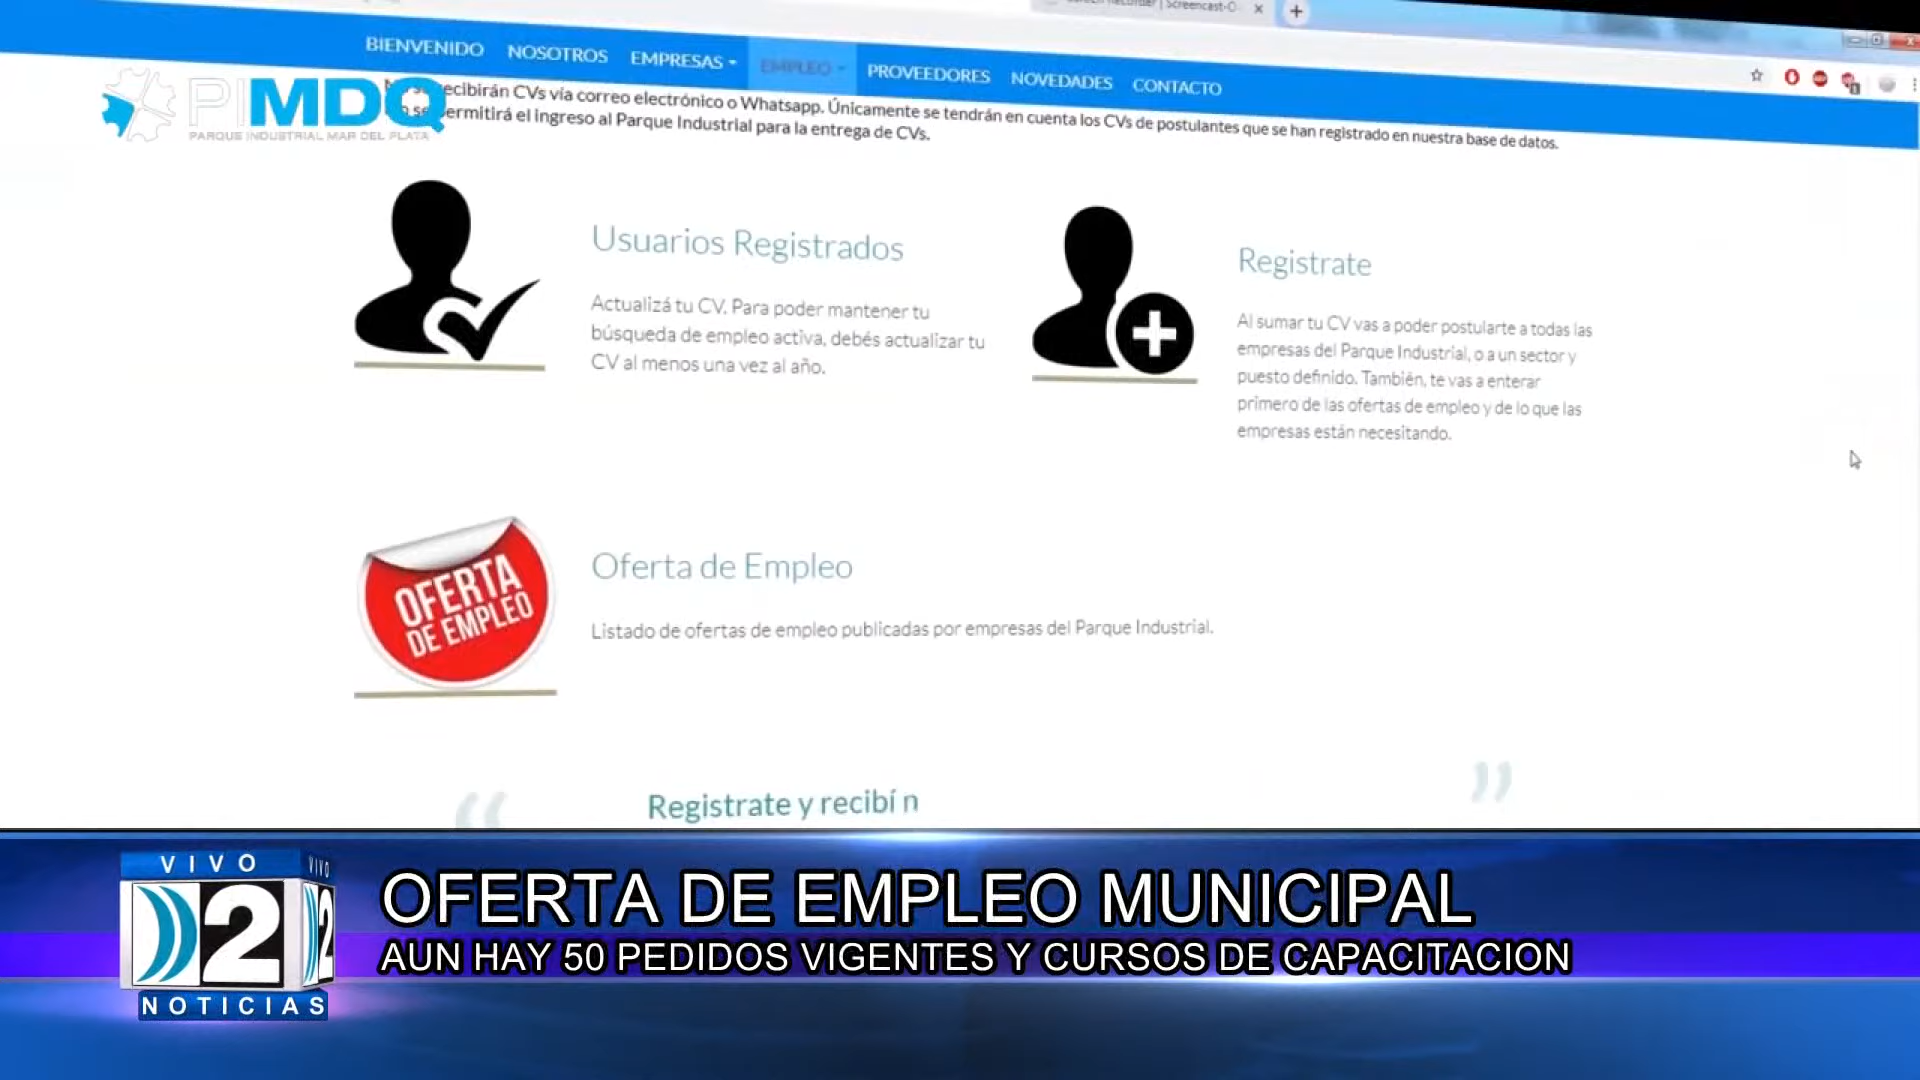 BIENVENIDO NOSOTROS EMPRESAS EMPLEO PROVEEDORES NOVEDADES CONTACTO
PIMDQ
PARQUE INDUSTRIAL MAR DEL PLATA
CVs vía correo electrónico o Whatsapp. Únicamente se tendrán en cuenta los CVs de postulantes que se han registrado en nuestra base de datos.
el ingreso al Parque Industrial para la entrega de CVs.
Usuarios Registrados
Actualizá tu CV. Para poder mantener tu
búsqueda de empleo activa, debés actualizar tu
CV al menos una vez al año.
Registrate
Al sumar tu CV vas a poder postularte a todas las
empresas del Parque Industrial, o a un sector y
puesto definido. También, te vas a enterar
primero de las ofertas de empleo y de lo que las
empresas están necesitando.
OFERTA
DE EMPLEO
Oferta de Empleo
Listado de ofertas de empleo publicadas por empresas del Parque Industrial.
“ Registrate y recibí n ”
VIVO VIVO
2 2
NOTICIAS
OFERTA DE EMPLEO MUNICIPAL
AUN HAY 50 PEDIDOS VIGENTES Y CURSOS DE CAPACITACION